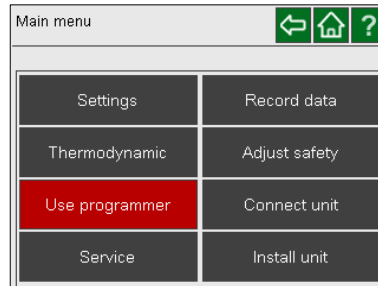 Main menu
?
Settings
Record data
Thermodynamic
Adjust safety
Use programmer
Connect unit
Service
Install unit